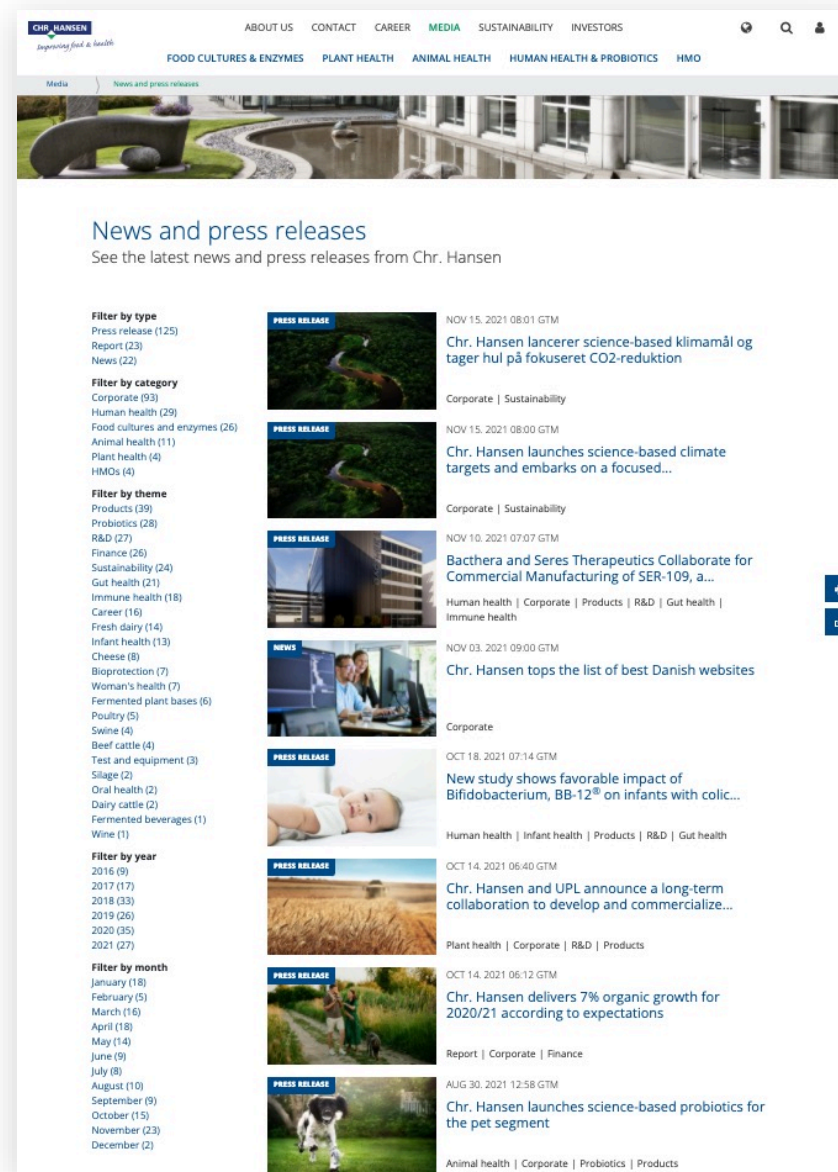 CHR HANSEN
Improving food & health
ABOUT US CONTACT CAREER MEDIA SUSTAINABILITY INVESTORS
FOOD CULTURES & ENZYMES PLANT HEALTH ANIMAL HEALTH HUMAN HEALTH & PROBIOTICS HMO
Media News and press releases
News and press releases
See the latest news and press releases from Chr. Hansen
Filter by type
Press release (125)
Report (23)
News (22)
Filter by category
Corporate (93)
Human health (29)
Food cultures and enzymes (26)
Animal health (11)
Plant health (4)
HMOs (4)
Filter by theme
Products (39)
Probiotics (28)
R&D (27)
Finance (26)
Sustainability (24)
Gut health (21)
Immune health (18)
Career (16)
Fresh dairy (14)
Infant health (13)
Cheese (8)
Bioprotection (7)
Woman's health (7)
Fermented plant bases (6)
Poultry (5)
Swine (4)
Beef cattle (4)
Test and equipment (3)
Silage (2)
Oral health (2)
Dairy cattle (2)
Fermented beverages (1)
Wine (1)
Filter by year
2016 (9)
2017 (17)
2018 (33)
2019 (26)
2020 (35)
2021 (27)
Filter by month
January (18)
February (5)
March (16)
April (18)
May (14)
June (9)
July (8)
August (10)
September (9)
October (15)
November (23)
December (2)
PRESS RELEASE
NOV 15. 2021 08:01 GTM
Chr. Hansen lancerer science-based klimamål og
tager hul på fokuseret CO2-reduktion
Corporate | Sustainability
PRESS RELEASE
NOV 15. 2021 08:00 GTM
Chr. Hansen launches science-based climate
targets and embarks on a focused...
Corporate | Sustainability
PRESS RELEASE
NOV 10. 2021 07:07 GTM
Bacthera and Seres Therapeutics Collaborate for
Commercial Manufacturing of SER-109, a...
Human health | Corporate | Products | R&D | Gut health |
Immune health
NEWS
NOV 03. 2021 09:00 GTM
Chr. Hansen tops the list of best Danish websites
Corporate
PRESS RELEASE
OCT 18. 2021 07:14 GTM
New study shows favorable impact of
Bifidobacterium, BB-12® on infants with colic...
Human health | Infant health | Products | R&D | Gut health
PRESS RELEASE
OCT 14. 2021 06:40 GTM
Chr. Hansen and UPL announce a long-term
collaboration to develop and commercialize...
Plant health | Corporate | R&D | Products
PRESS RELEASE
OCT 14. 2021 06:12 GTM
Chr. Hansen delivers 7% organic growth for
2020/21 according to expectations
Report | Corporate | Finance
PRESS RELEASE
AUG 30. 2021 12:58 GTM
Chr. Hansen launches science-based probiotics for
the pet segment
Animal health | Corporate | Probiotics | Products